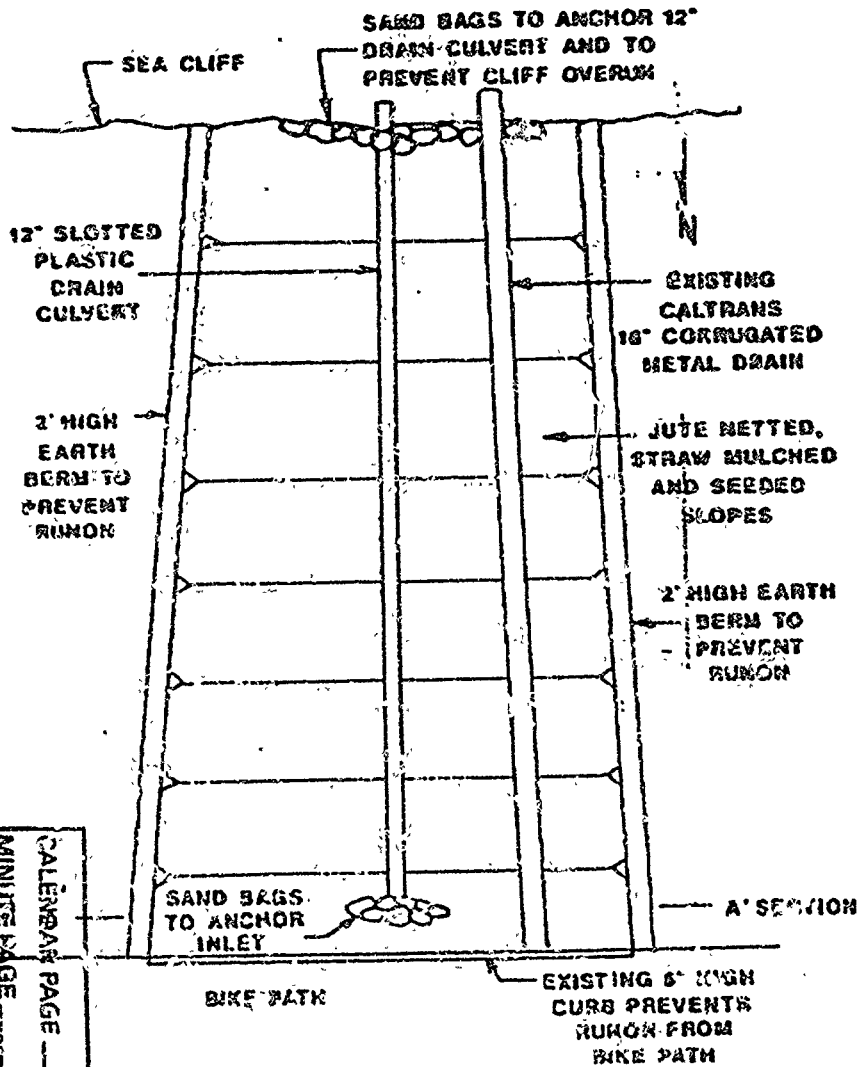 SAND BAGS TO ANCHOR 12"
DRAIN CULVERT AND TO
PREVENT CLIFF OVERUN
SEA CLIFF
12" SLOTTED
PLASTIC
DRAIN
CULVERT
EXISTING
CALTRANS
CORRUGATED
METAL DRAIN
2' HIGH
EARTH
BERM TO
PREVENT
RUNON
JUTE NETTED,
STRAW MULCHED
AND SEEDED
SLOPES
2' HIGH EARTH
BERM TO
PREVENT
RUNON
SAND BAGS
TO ANCHOR
INLET
A' SECTION
BIKE PATH
EXISTING 6" HIGH
CURB PREVENTS
RUNON FROM
BIKE PATH
CALENDAR PAGE
MINUTE PAGE